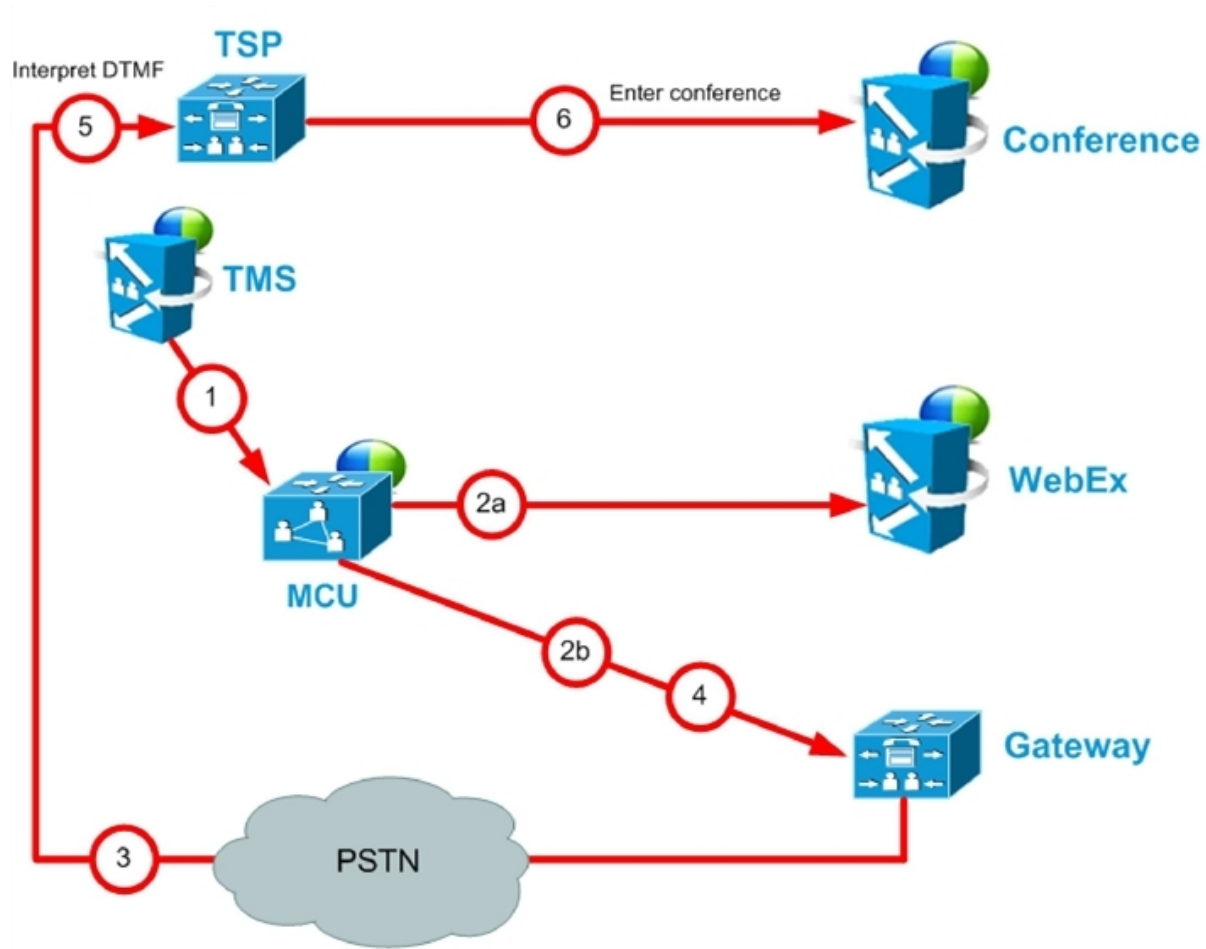 TSP
Interpret DTMF
5
6
Enter conference
Conference
TMS
1
2a
WebEx
MCU
2b
4
Gateway
3
PSTN